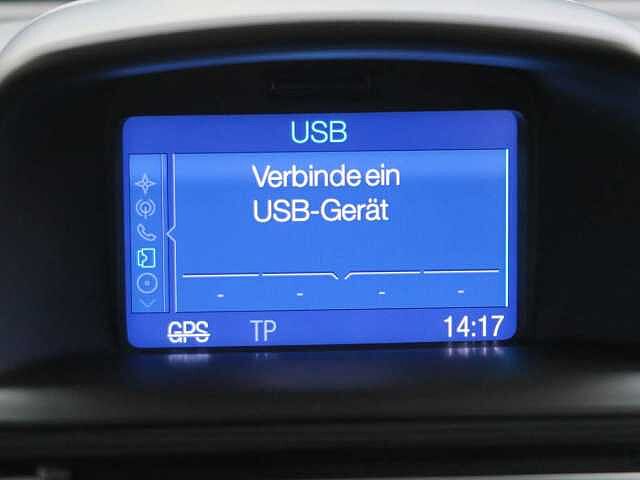 USB
Verbinde ein
USB-Gerät
- - - -
GPS TP 14:17